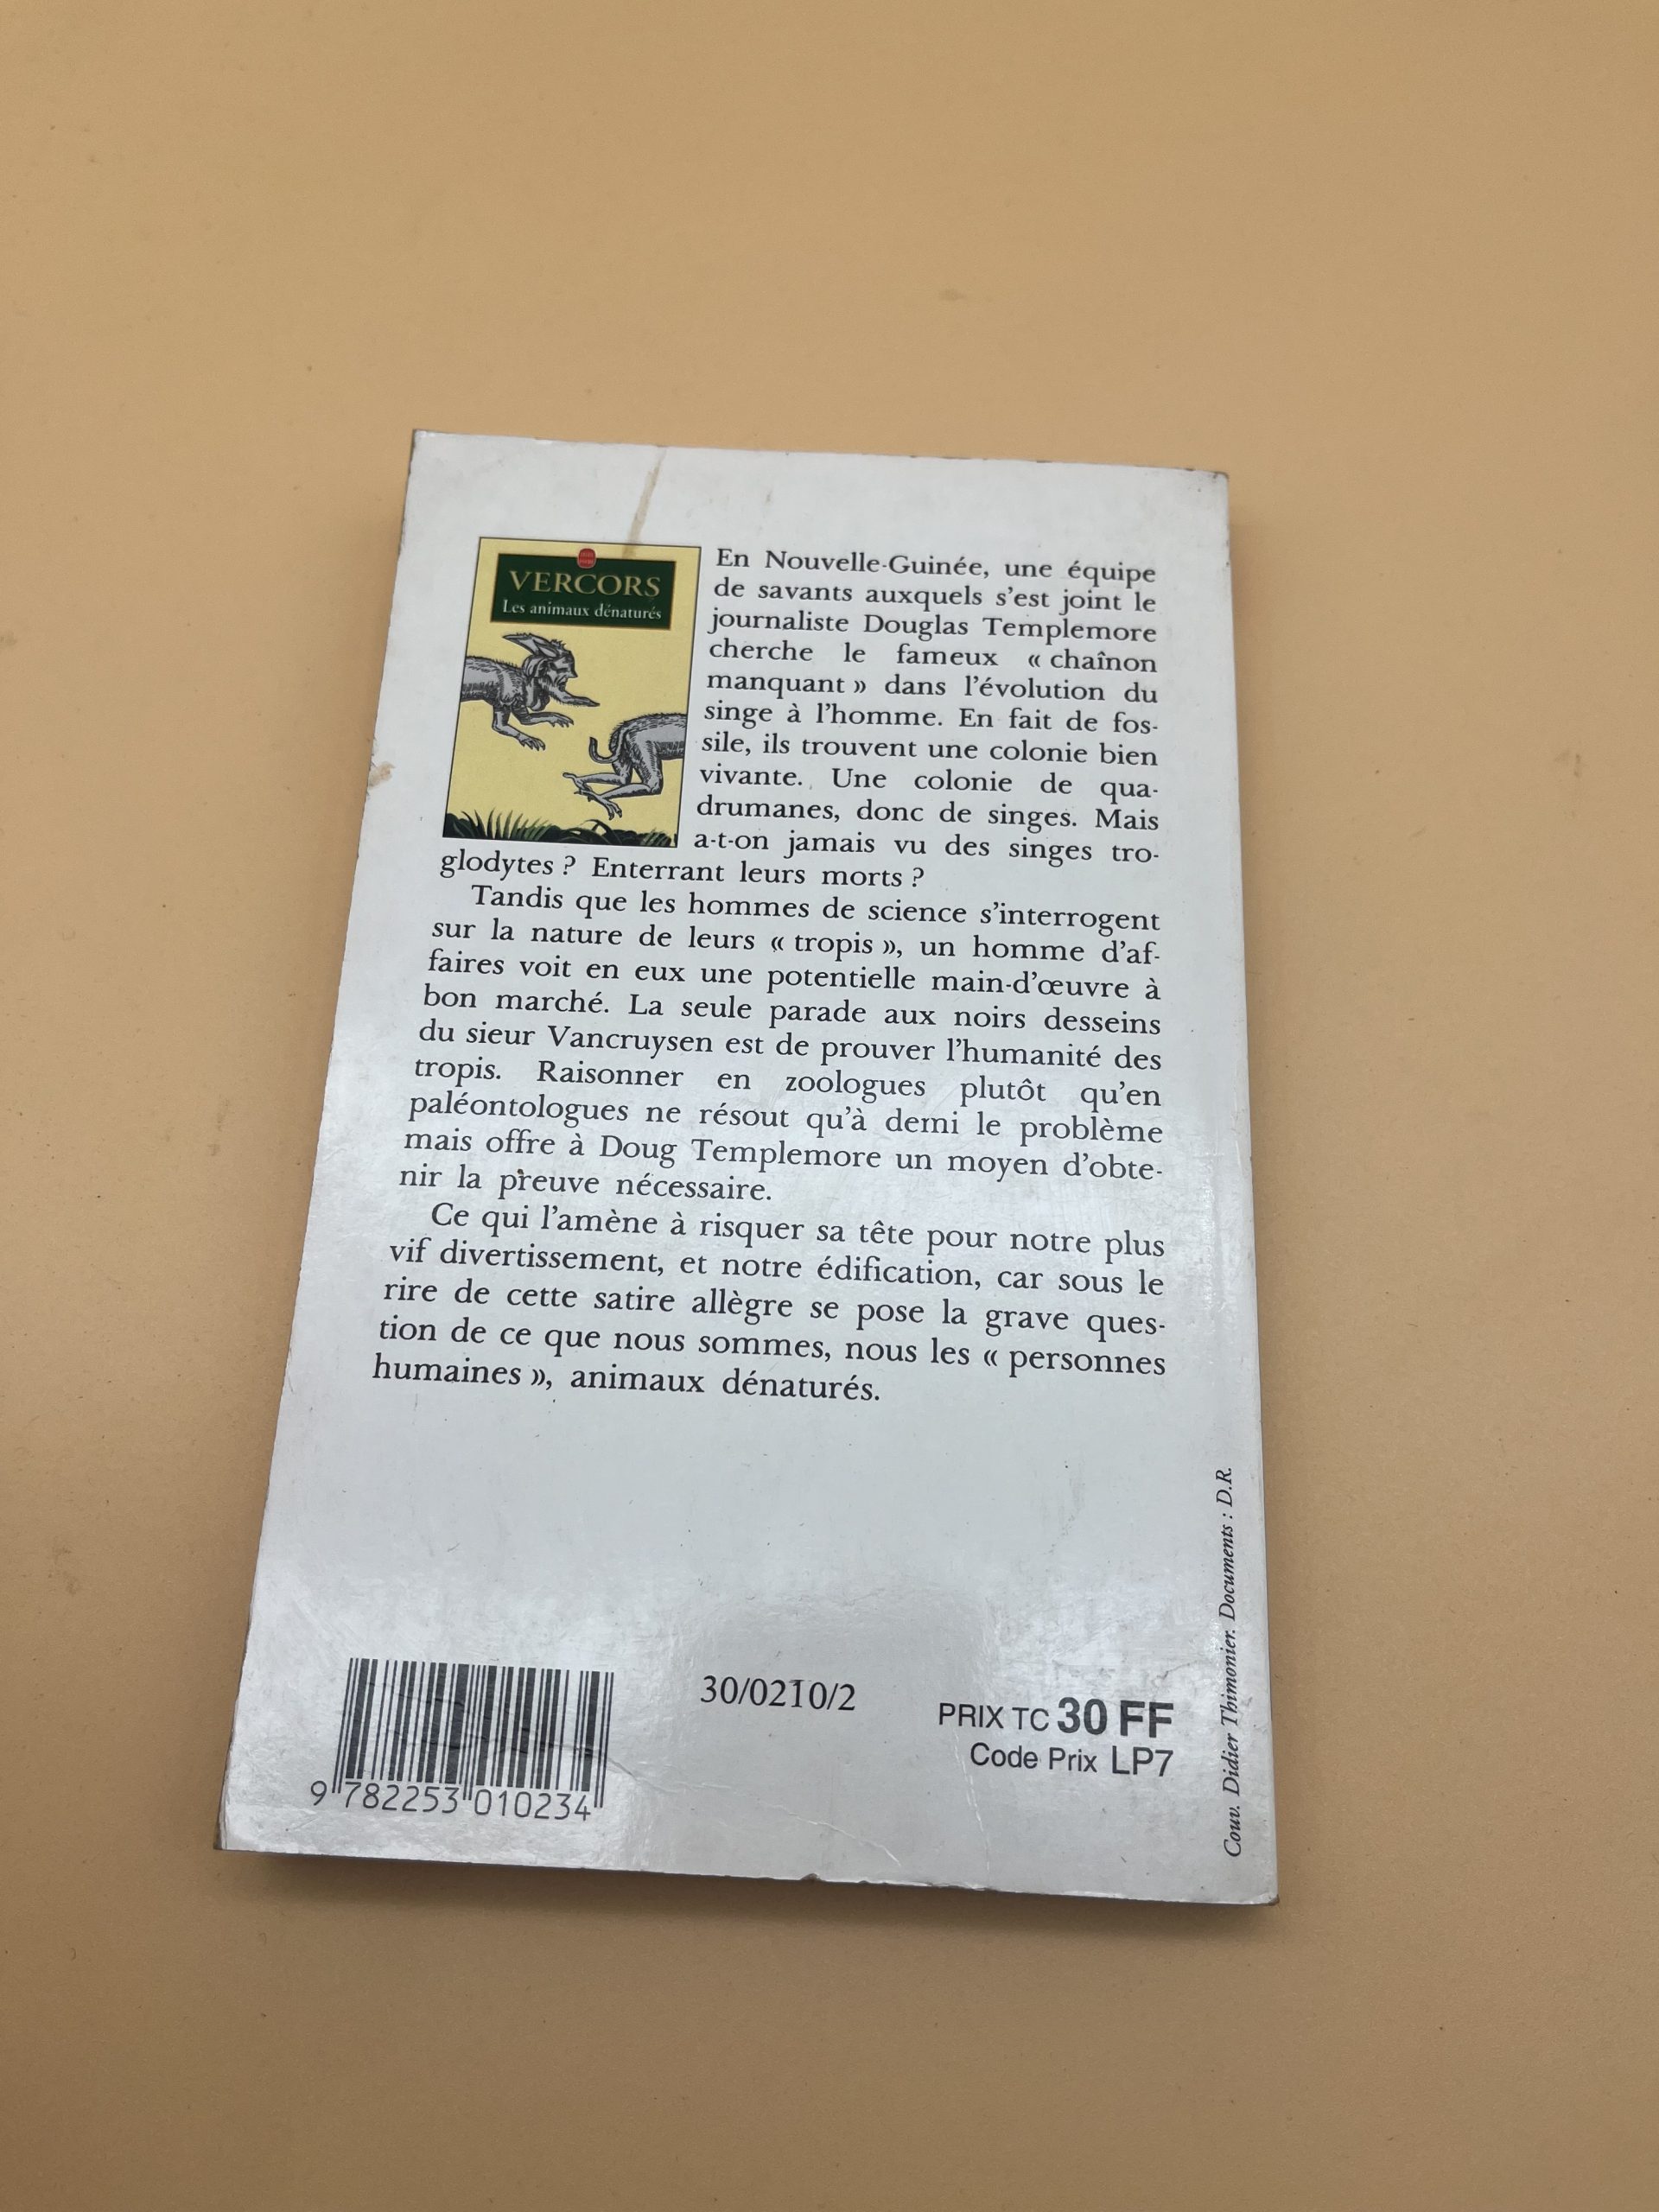 VERCORS
Les animaux dénaturés
En Nouvelle-Guinée, une équipe
de savants auxquels s'est joint le
journaliste Douglas Templemore
cherche le fameux « chaînon
manquant » dans l'évolution du
singe à l'homme. En fait de fos-
sile, ils trouvent une colonie bien
vivante. Une colonie de qua-
drumanes, donc de singes. Mais
a-t-on jamais vu des singes tro-
glodytes ? Enterrant leurs morts ?
Tandis que les hommes de science s'interrogent
sur la nature de leurs « tropis », un homme d'af-
faires voit en eux une potentielle main-d'œuvre à
bon marché. La seule parade aux noirs desseins
du sieur Vancruysen est de prouver l'humanité des
tropis. Raisonner en zoologues plutôt qu'en
paléontologues ne résout qu'à demi le problème
mais offre à Doug Templemore un moyen d'obte-
nir la preuve nécessaire.
Ce qui l'amène à risquer sa tête pour notre plus
vif divertissement, et notre édification, car sous le
rire de cette satire allègre se pose la grave ques-
tion de ce que nous sommes, nous les « personnes
humaines », animaux dénaturés.
9 782253 010234
30/0210/2
PRIX TC 30 FF
Code Prix LP7
Couv. Didier Thimonier. Documents : D.R.